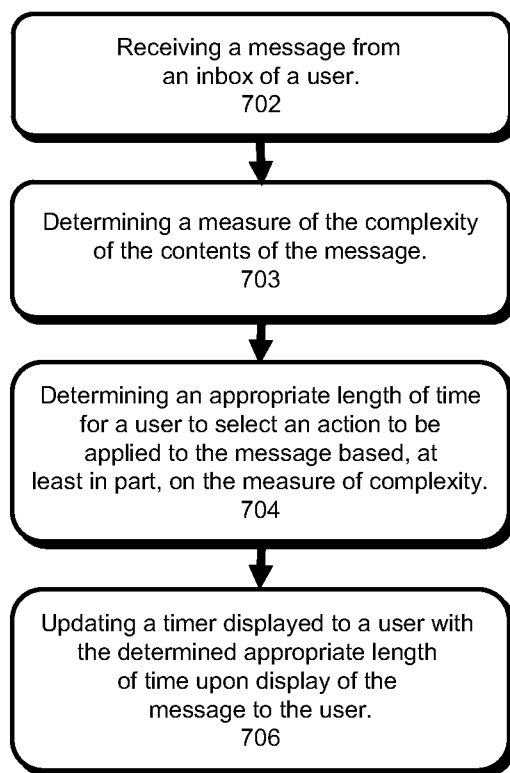 Receiving a message from
an inbox of a user.
702
Determining a measure of the complexity
of the contents of the message.
703
Determining an appropriate length of time
for a user to select an action to be
applied to the message based, at
least in part, on the measure of complexity.
704
Updating a timer displayed to a user with
the determined appropriate length
of time upon display of the
message to the user.
706